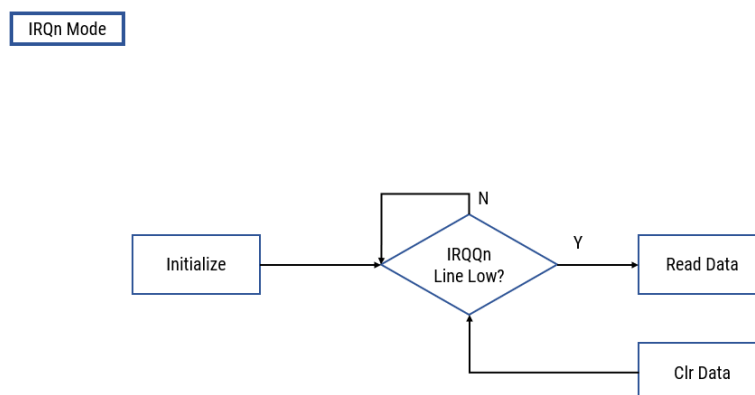 IRQn Mode
N
IRQQn
Line Low?
Y
Initialize
Read Data
Clr Data